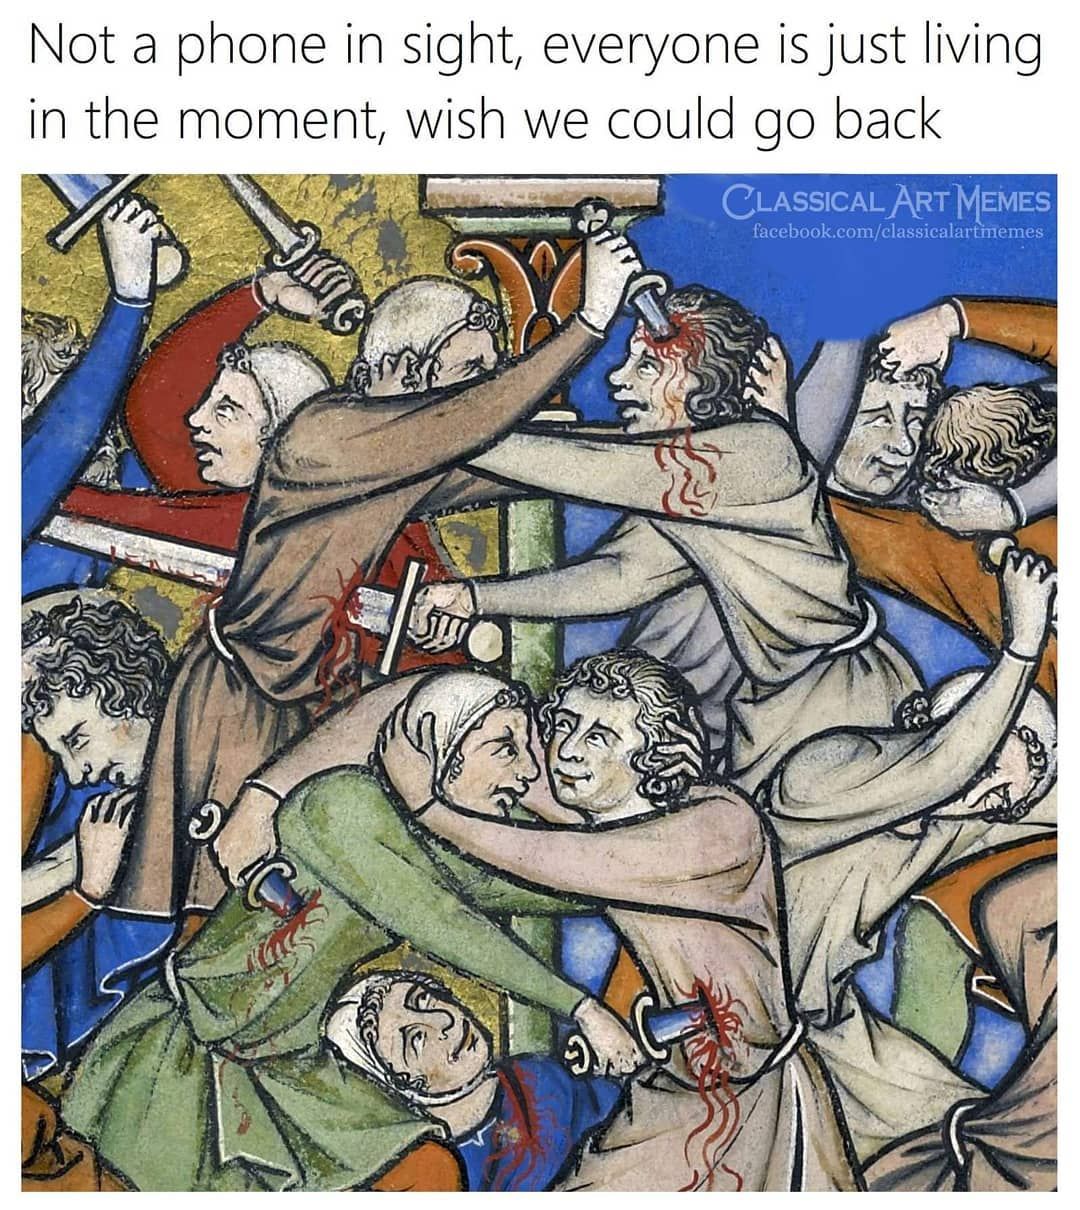 Not a phone in sight, everyone is just living
in the moment, wish we could go back
CLASSICAL ART MEMES
facebook.com/classicalartmemes